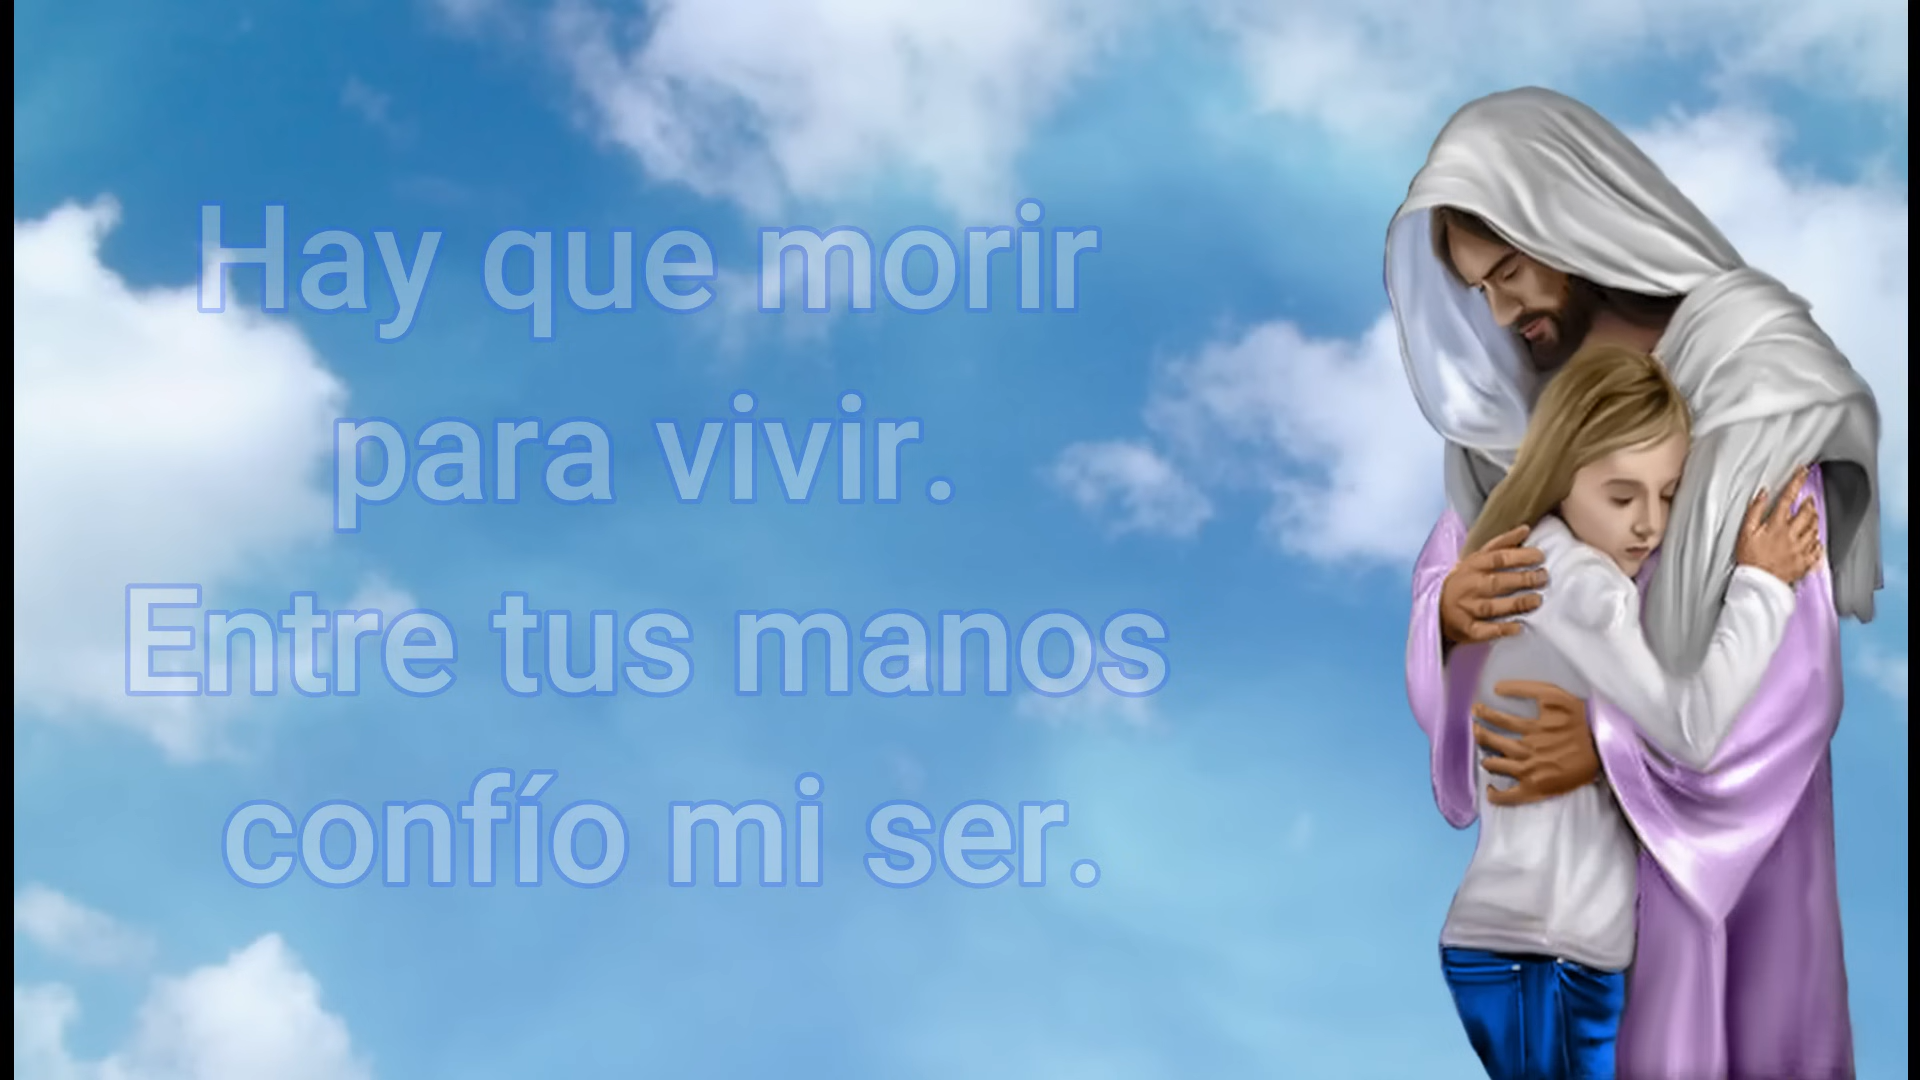 Hay que morir
para vivir.
Entre tus manos
confío mi ser.